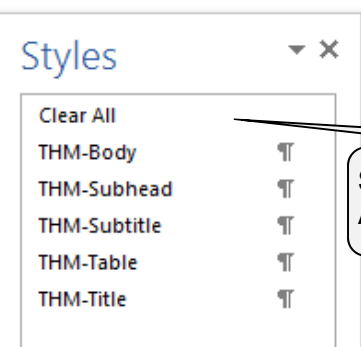 Styles
Clear All
THM-Body ¶
THM-Subhead ¶
THM-Subtitle ¶
THM-Table ¶
THM-Title ¶